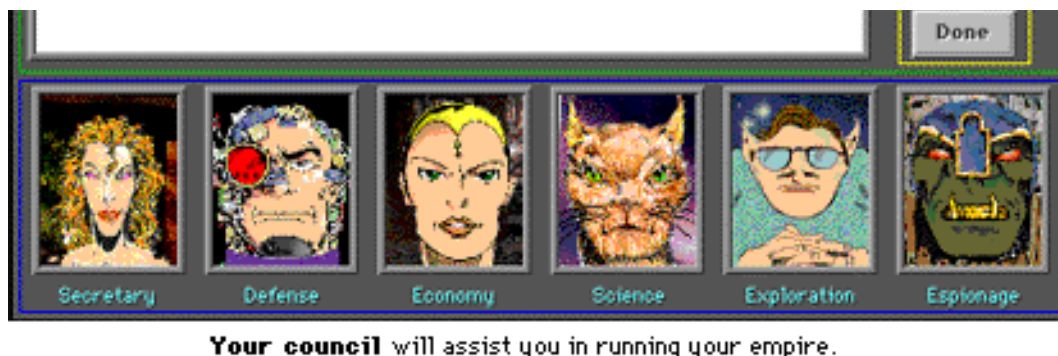 Done
Secretary Defense Economy Science Exploration Espionage
Your council will assist you in running your empire.